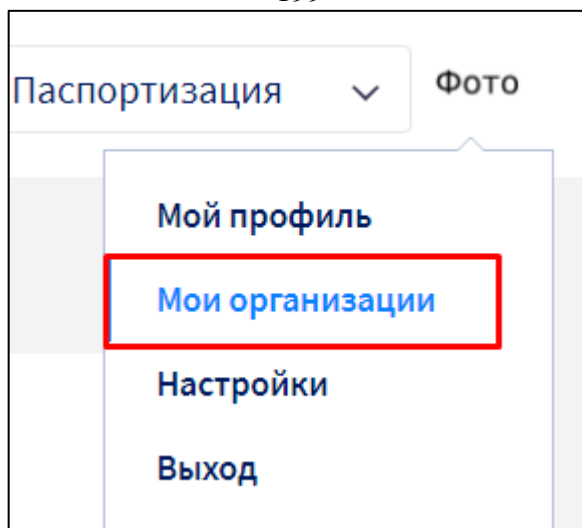 Паспортизация Фото
Мой профиль
Мои организации
Настройки
Выход